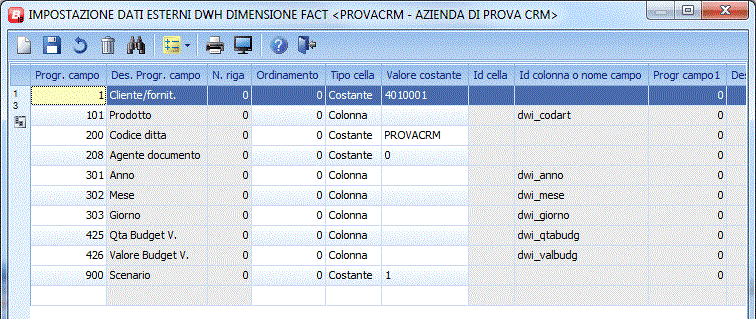 IMPOSTAZIONE DATI ESTERNI DWH DIMENSIONE FACT <PROVACRM - AZIENDA DI PROVA CRM>
Progr. campo Des. Progr. campo N. riga Ordinamento Tipo cella Valore costante Id cella Id colonna o nome campo Progr campo1 Des
1 Cliente/fornit. 0 0 Costante 4010001 0
101 Prodotto 0 0 Colonna dwi_codart 0
200 Codice ditta 0 0 Costante PROVACRM 0
208 Agente documento 0 0 Costante 0 0
301 Anno 0 0 Colonna dwi_anno 0
302 Mese 0 0 Colonna dwi_mese 0
303 Giorno 0 0 Colonna dwi_giorno 0
425 Qta Budget V. 0 0 Colonna dwi_qtabudg 0
426 Valore Budget V. 0 0 Colonna dwi_valbudg 0
900 Scenario 0 0 Costante 1 0
1
3